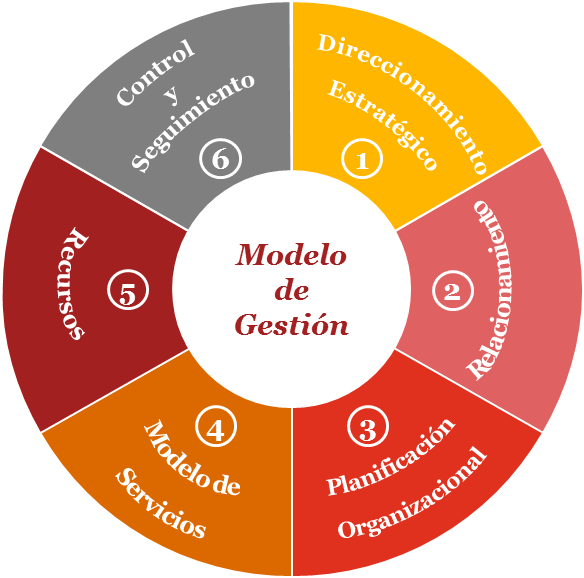 Modelo
de
Gestión
Direccionamiento
Estratégico
1
Relacionamiento
2
3
Planificación
Organizacional
4
Modelo de
Servicios
Recursos
5
Control
y
Seguimiento
6